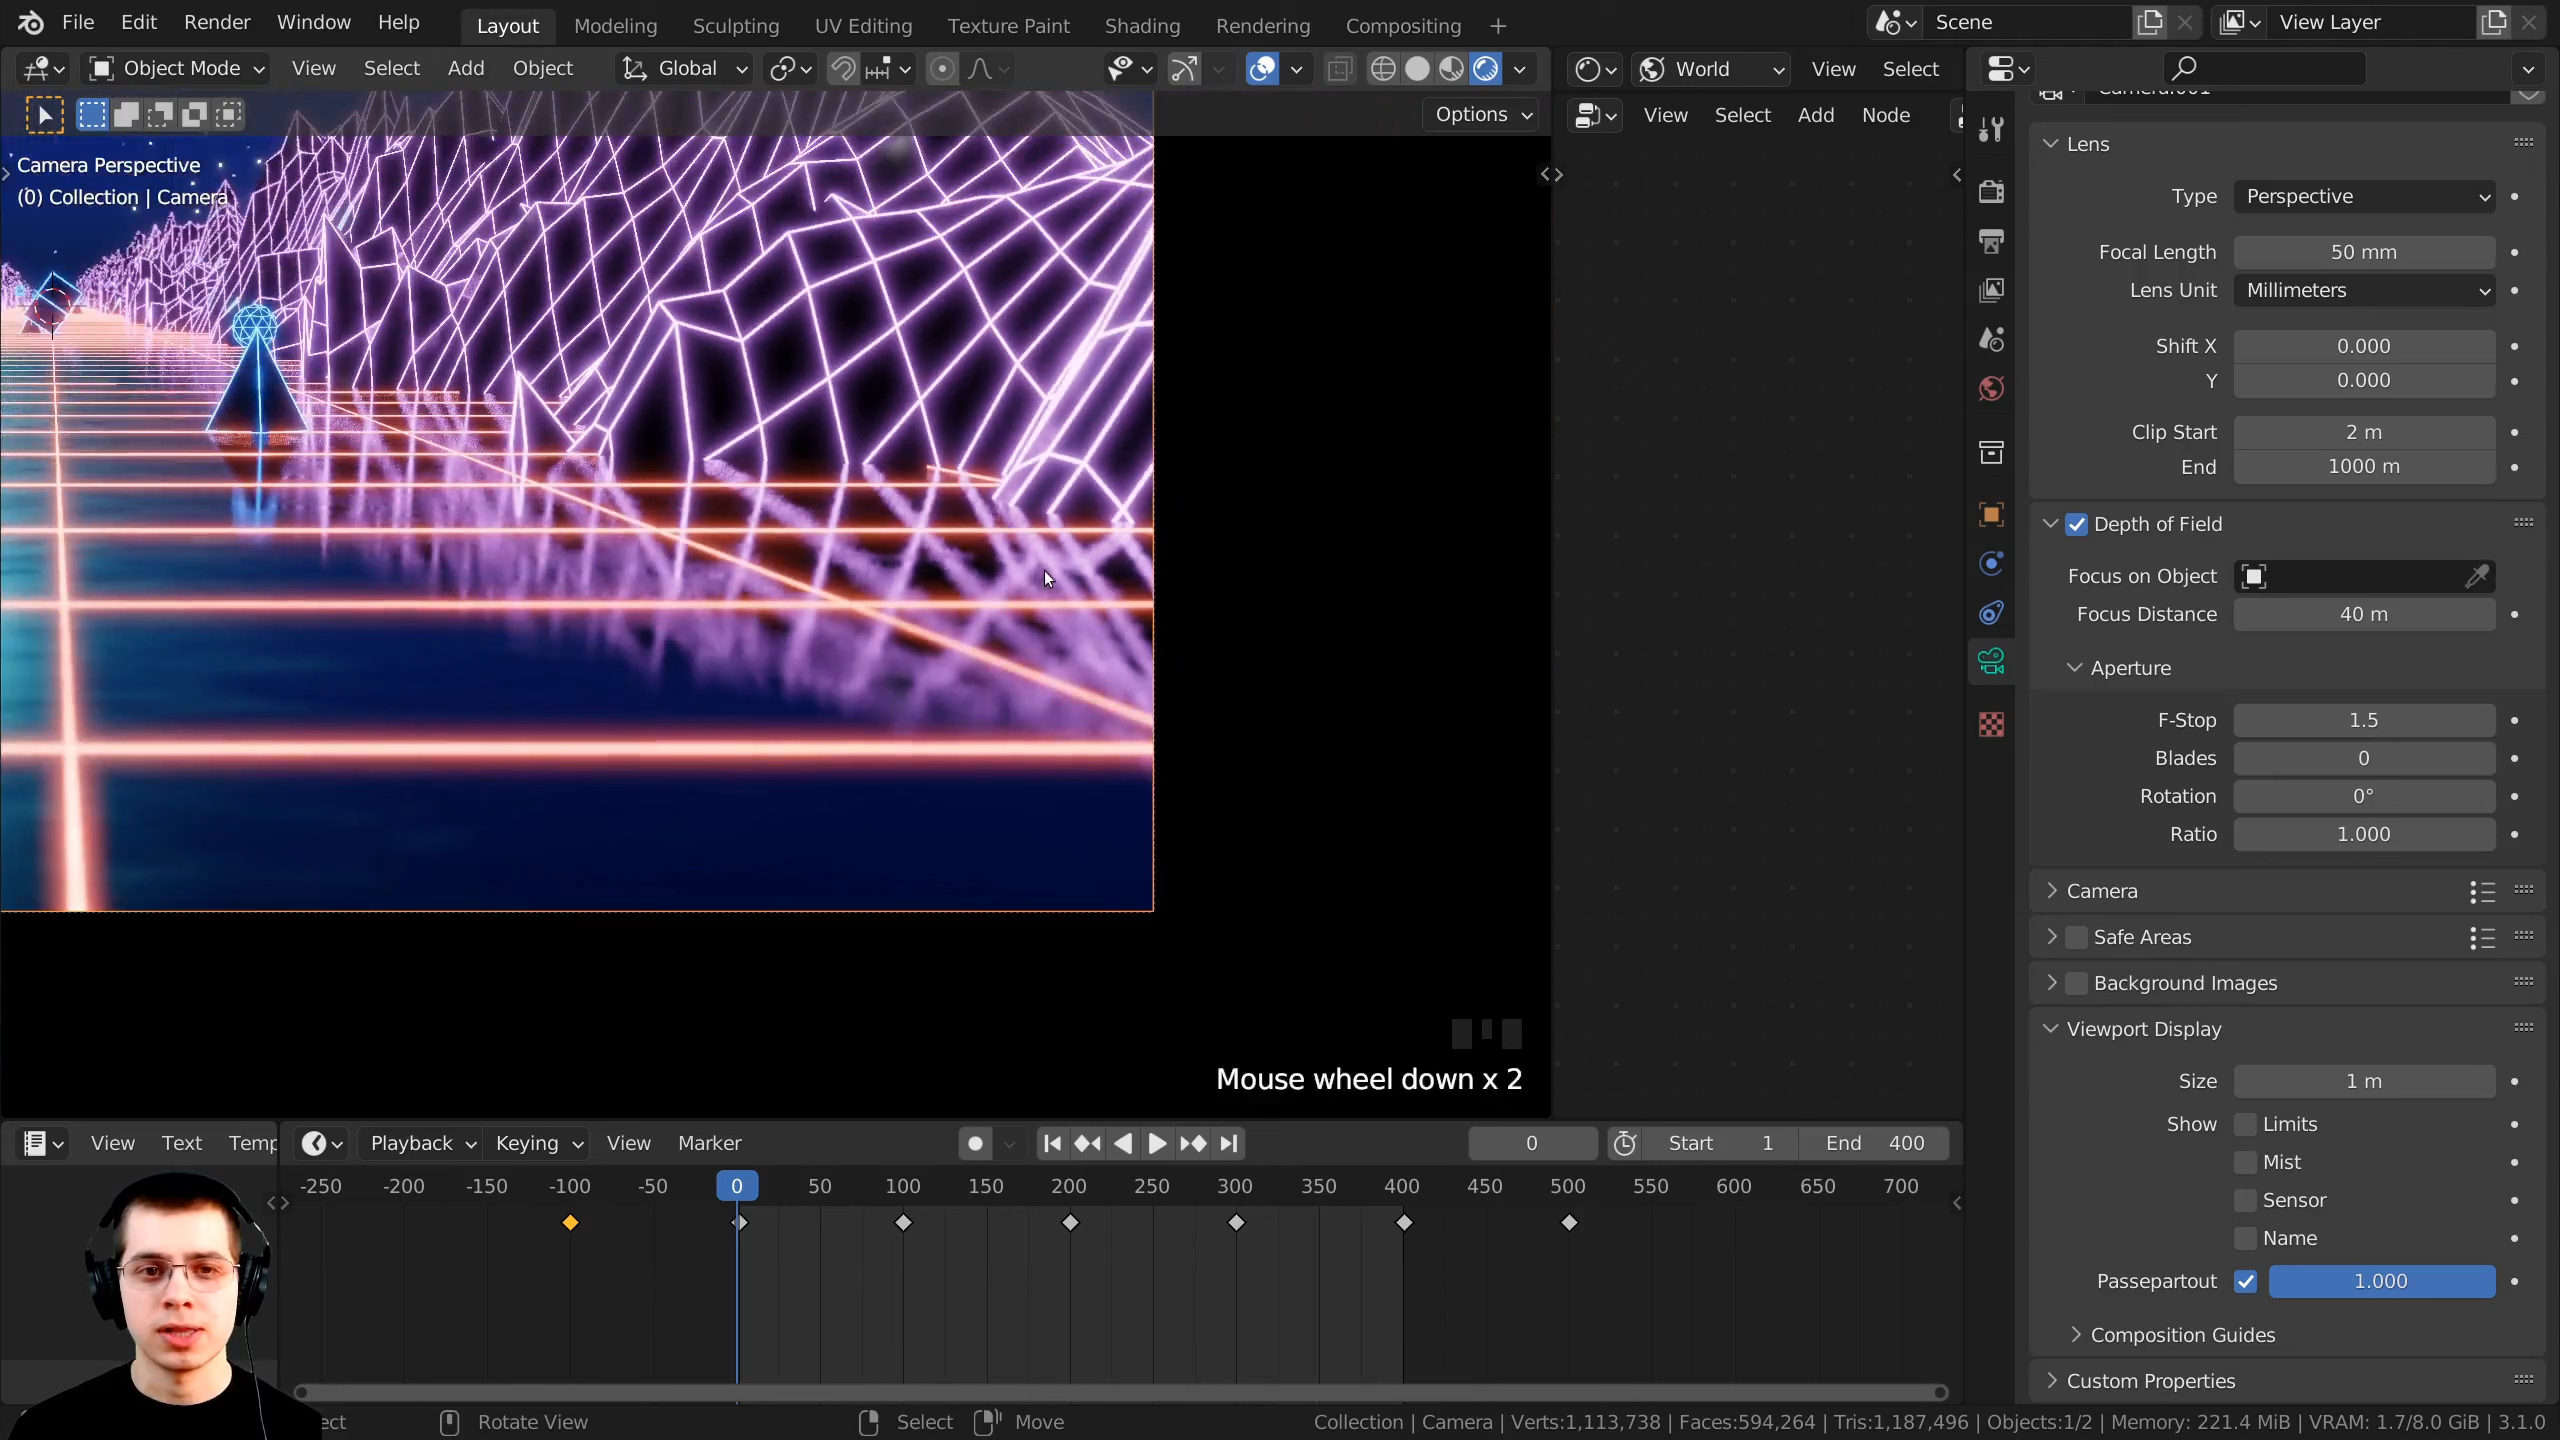 File Edit Render Window Help Layout Modeling Sculpting UV Editing Texture Paint Shading Rendering Compositing + Scene View Layer
Object Mode View Select Add Object Global World View Select
Options View Select Add Node
Camera Perspective
(0) Collection | Camera
Lens
Type Perspective
Focal Length 50 mm
Lens Unit Millimeters
Shift X 0.000
Y 0.000
Clip Start 2 m
End 1000 m
Depth of Field
Focus on Object
Focus Distance 40 m
Aperture
F-Stop 1.5
Blades 0
Rotation 0°
Ratio 1.000
Camera
Safe Areas
Background Images
Viewport Display
Size 1 m
Show Limits
Mist
Sensor
Name
Passepartout 1.000
Composition Guides
Custom Properties
Mouse wheel down x 2
View Text Temp Playback Keying View Marker 0 Start 1 End 400
-250 -200 -150 -100 -50 0 50 100 150 200 250 300 350 400 450 500 550 600 650 700
ect Rotate View Select Move Collection | Camera | Verts:1,113,738 | Faces:594,264 | Tris:1,187,496 | Objects:1/2 | Memory: 221.4 MiB | VRAM: 1.7/8.0 GiB | 3.1.0